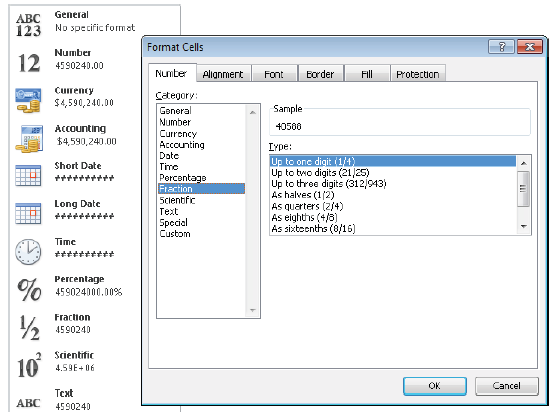 ABC
123
General
No specific format
12
Number
4590240.00
Currency
$4,590,240.00
Accounting
$4,590,240.00
Short Date
##########
Long Date
##########
Time
##########
%
Percentage
459024000.00%
1/2
Fraction
4590240
10²
Scientific
4.59E+06
ABC
Text
4590240
Format Cells
?
Number Alignment Font Border Fill Protection
Category:
General
Number
Currency
Accounting
Date
Time
Percentage
Fraction
Scientific
Text
Special
Custom
Sample
40588
Type:
Up to one digit (1/4)
Up to two digits (21/25)
Up to three digits (312/943)
As halves (1/2)
As quarters (2/4)
As eighths (4/8)
As sixteenths (8/16)
OK Cancel